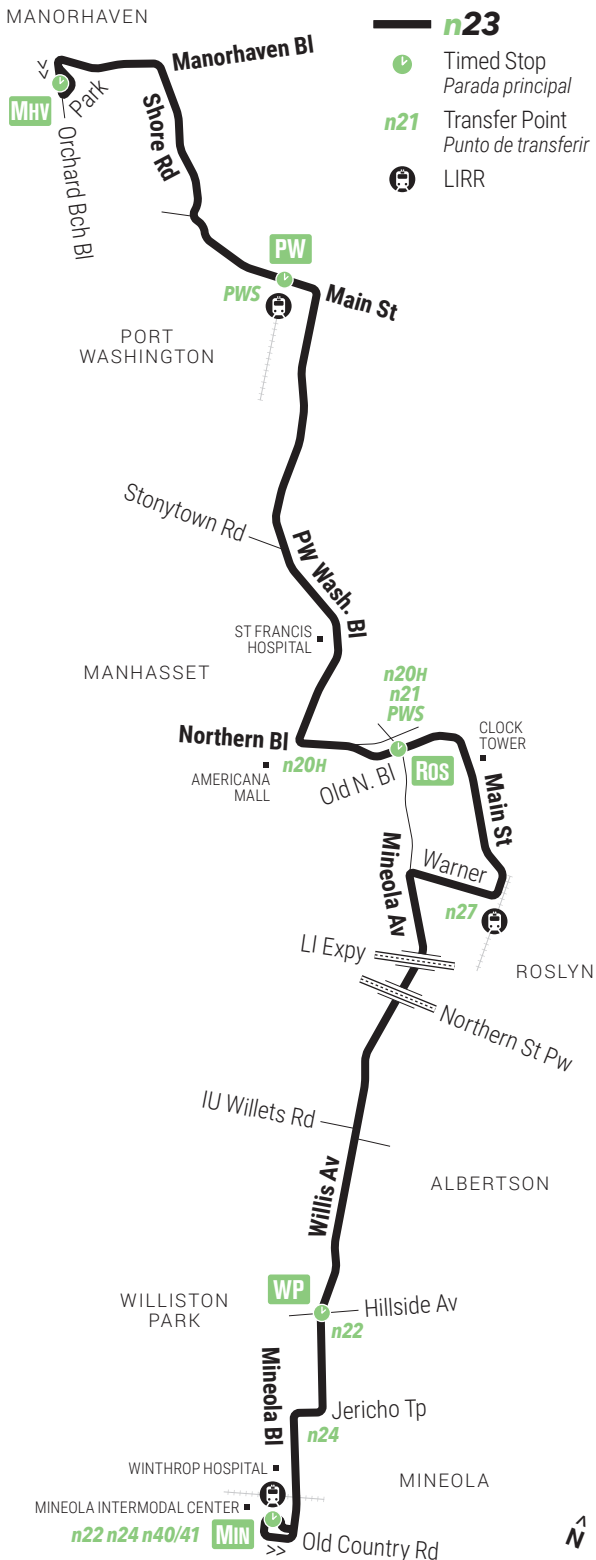 MANORHAVEN
n23
Timed Stop
Parada principal
n21
Transfer Point
Punto de transferir
LIRR
Manorhaven Bl
MHV
Park
Orchard Bch Bl
Shore Rd
PW
PWS
Main St
PORT
WASHINGTON
Stonytown Rd
PW Wash. Bl
ST FRANCIS
HOSPITAL
MANHASSET
n20H
n21
PWS
Northern Bl
n20H
AMERICANA
MALL
Old N. Bl
ROS
CLOCK
TOWER
Main St
Mineola Av
Warner
n27
LI Expy
ROSLYN
Northern St Pw
IU Willets Rd
Willis Av
ALBERTSON
WP
WILLISTON
PARK
Hillside Av
n22
Mineola Bl
Jericho Tp
n24
WINTHROP HOSPITAL
MINEOLA
MINEOLA INTERMODAL CENTER
n22 n24 n40/41
MIN
Old Country Rd
N